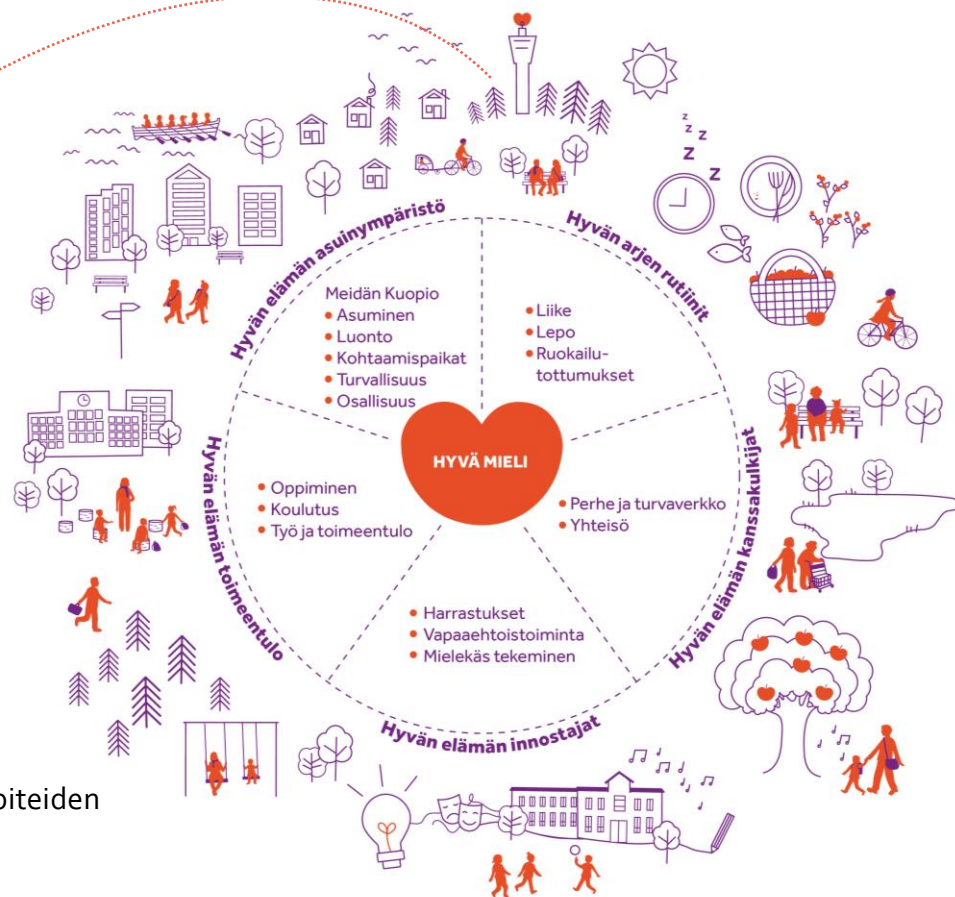 z
z
z
Z
Z
Hyvän elämän asuinympäristö
Meidän Kuopio
• Asuminen
• Luonto
• Kohtaamispaikat
• Turvallisuus
• Osallisuus
Hyvän arjen rutiinit
• Liike
• Lepo
• Ruokailu-
tottumukset
HYVÄ MIELI
Hyvän elämän toimeentulo
• Oppiminen
• Koulutus
• Työ ja toimeentulo
Hyvän elämän kanssakulkijat
• Perhe ja turvaverkko
• Yhteisö
• Harrastukset
• Vapaaehtoistoiminta
• Mielekäs tekeminen
Hyvän elämän innostajat